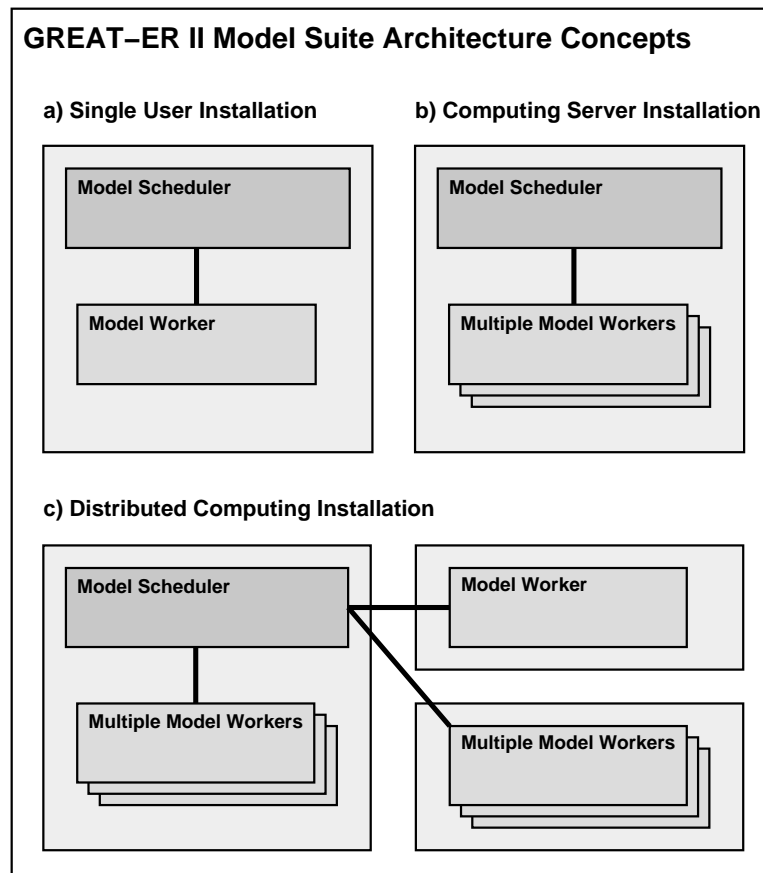 GREAT−ER II Model Suite Architecture Concepts
a) Single User Installation
Model Scheduler
Model Worker
b) Computing Server Installation
Model Scheduler
Multiple Model Workers
c) Distributed Computing Installation
Model Scheduler
Multiple Model Workers
Model Worker
Multiple Model Workers